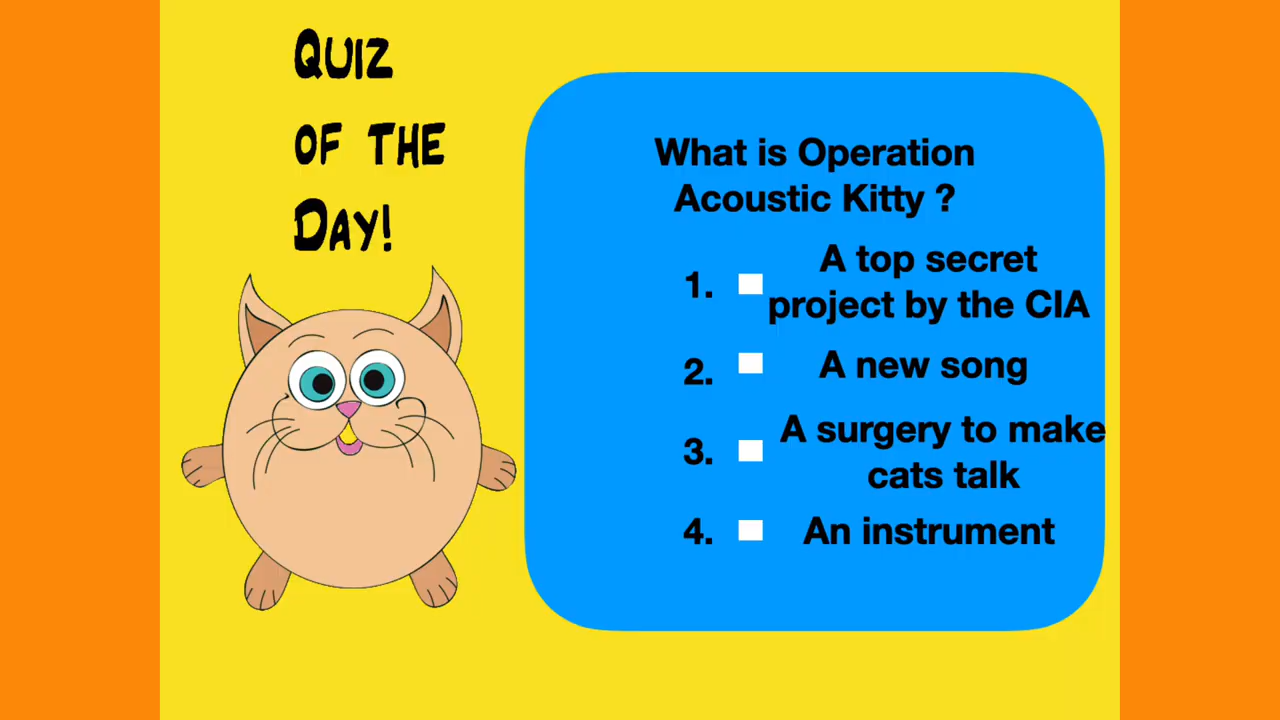 Quiz
of the
Day!
What is Operation
Acoustic Kitty ?
1. A top secret
project by the CIA
2. A new song
3. A surgery to make
cats talk
4. An instrument